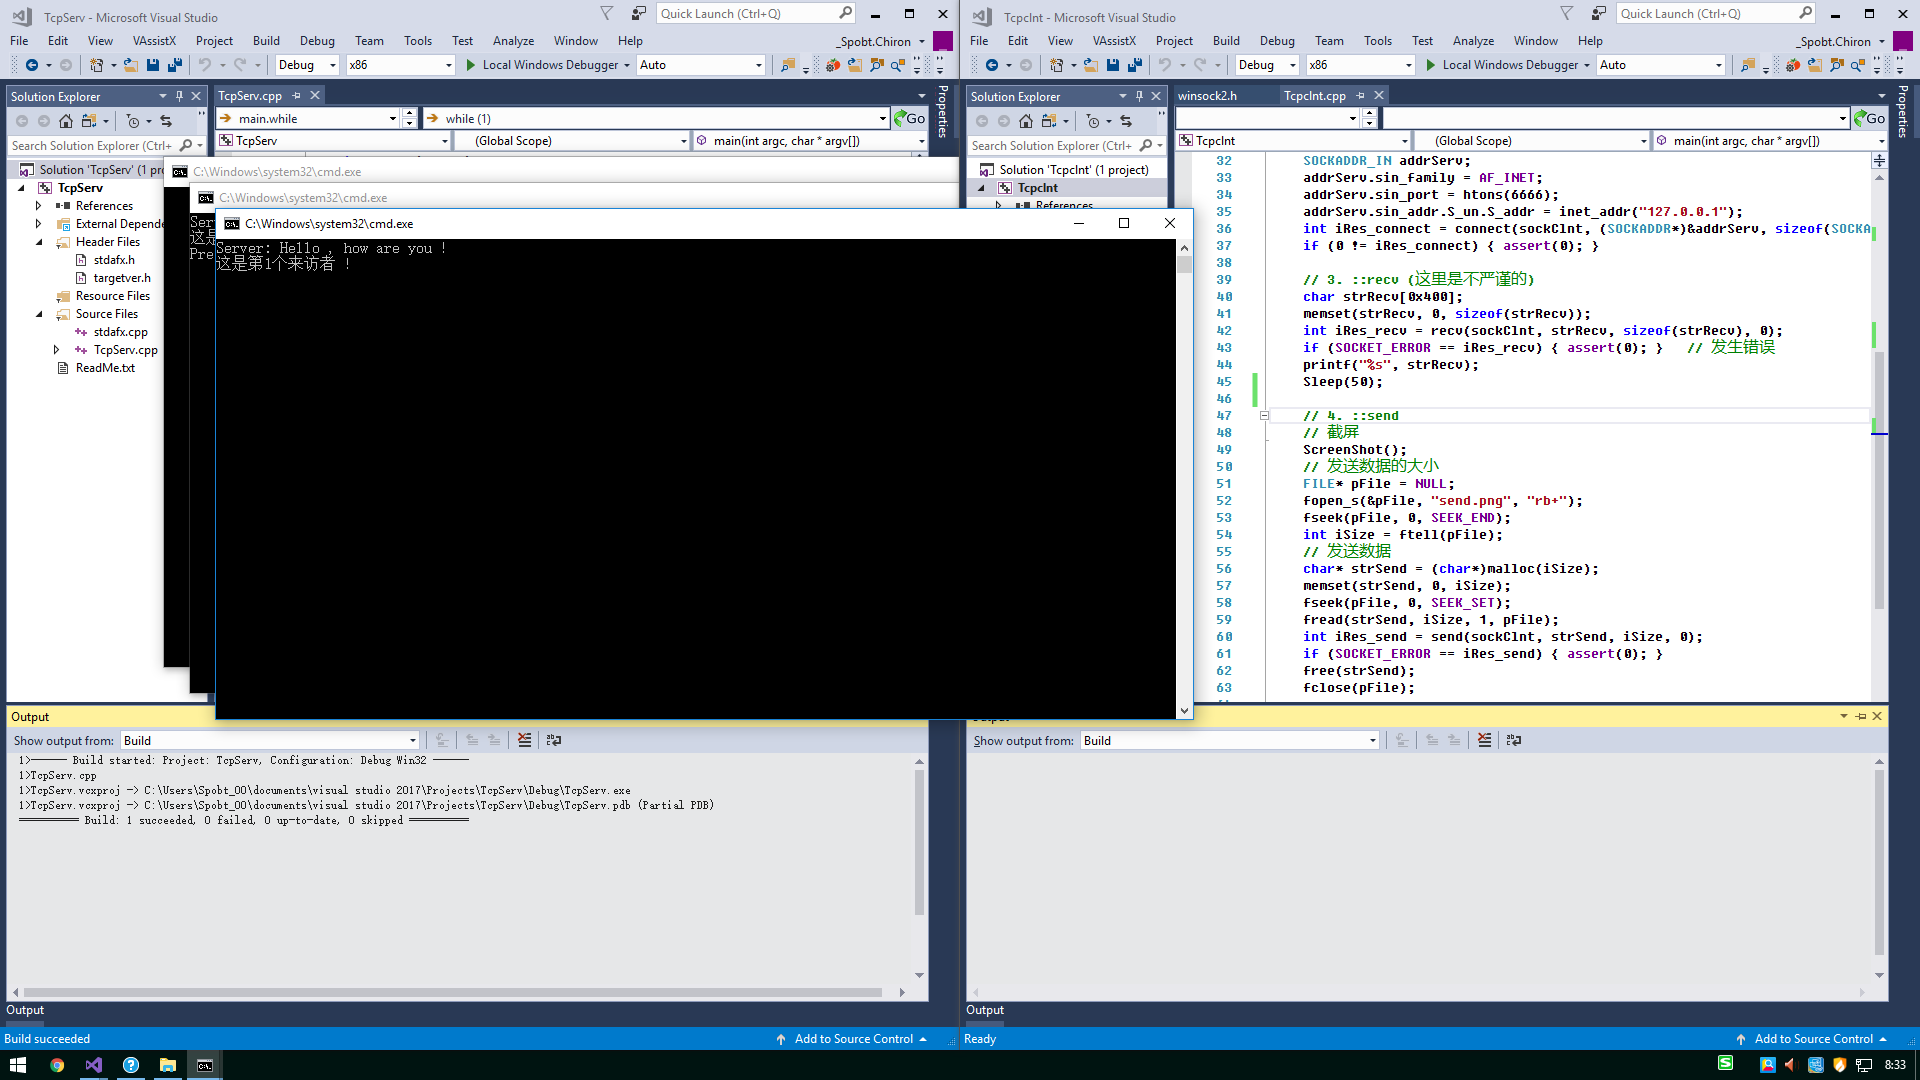 TcpServ - Microsoft Visual Studio
Quick Launch (Ctrl+Q)
File Edit View VAssistX Project Build Debug Team Tools Test Analyze Window Help
_Spobt.Chiron
Debug x86 Local Windows Debugger Auto
Solution Explorer
Search Solution Explorer (Ctrl+
Solution 'TcpServ' (1 pro
TcpServ
References
External Depende
Header Files
stdafx.h
targetver.h
Resource Files
Source Files
stdafx.cpp
TcpServ.cpp
ReadMe.txt
TcpServ.cpp
main.while
while (1)
Go
TcpServ
(Global Scope)
main(int argc, char * argv[])
Properties
C:\Windows\system32\cmd.exe
C:\Windows\system32\cmd.exe
Ser
这是
Pre
C:\Windows\system32\cmd.exe
Server: Hello , how are you !
这是第1个来访者 !
Output
Show output from: Build
1>------ Build started: Project: TcpServ, Configuration: Debug Win32 ------
1>TcpServ.cpp
1>TcpServ.vcxproj -> C:\Users\Spobt_00\documents\visual studio 2017\Projects\TcpServ\Debug\TcpServ.exe
1>TcpServ.vcxproj -> C:\Users\Spobt_00\documents\visual studio 2017\Projects\TcpServ\Debug\TcpServ.pdb (Partial PDB)
========== Build: 1 succeeded, 0 failed, 0 up-to-date, 0 skipped ==========
Output
Build succeeded
Add to Source Control
TcpcInt - Microsoft Visual Studio
Quick Launch (Ctrl+Q)
File Edit View VAssistX Project Build Debug Team Tools Test Analyze Window Help
_Spobt.Chiron
Debug x86 Local Windows Debugger Auto
Solution Explorer
Search Solution Explorer (Ctrl+
Solution 'TcpcInt' (1 project)
TcpcInt
References
winsock2.h
TcpcInt.cpp
Go
TcpcInt
(Global Scope)
main(int argc, char * argv[])
Properties
32 SOCKADDR_IN addrServ;
33 addrServ.sin_family = AF_INET;
34 addrServ.sin_port = htons(6666);
35 addrServ.sin_addr.S_un.S_addr = inet_addr("127.0.0.1");
36 int iRes_connect = connect(sockClnt, (SOCKADDR*)&addrServ, sizeof(SOCKA
37 if (0 != iRes_connect) { assert(0); }
38
39 // 3. ::recv (这里是不严谨的)
40 char strRecv[0x400];
41 memset(strRecv, 0, sizeof(strRecv));
42 int iRes_recv = recv(sockClnt, strRecv, sizeof(strRecv), 0);
43 if (SOCKET_ERROR == iRes_recv) { assert(0); } // 发生错误
44 printf("%s", strRecv);
45 Sleep(50);
46
47 // 4. ::send
48 // 截屏
49 ScreenShot();
50 // 发送数据的大小
51 FILE* pFile = NULL;
52 fopen_s(&pFile, "send.png", "rb+");
53 fseek(pFile, 0, SEEK_END);
54 int iSize = ftell(pFile);
55 // 发送数据
56 char* strSend = (char*)malloc(iSize);
57 memset(strSend, 0, iSize);
58 fseek(pFile, 0, SEEK_SET);
59 fread(strSend, iSize, 1, pFile);
60 int iRes_send = send(sockClnt, strSend, iSize, 0);
61 if (SOCKET_ERROR == iRes_send) { assert(0); }
62 free(strSend);
63 fclose(pFile);
Show output from: Build
Output
Ready
Add to Source Control
8:33